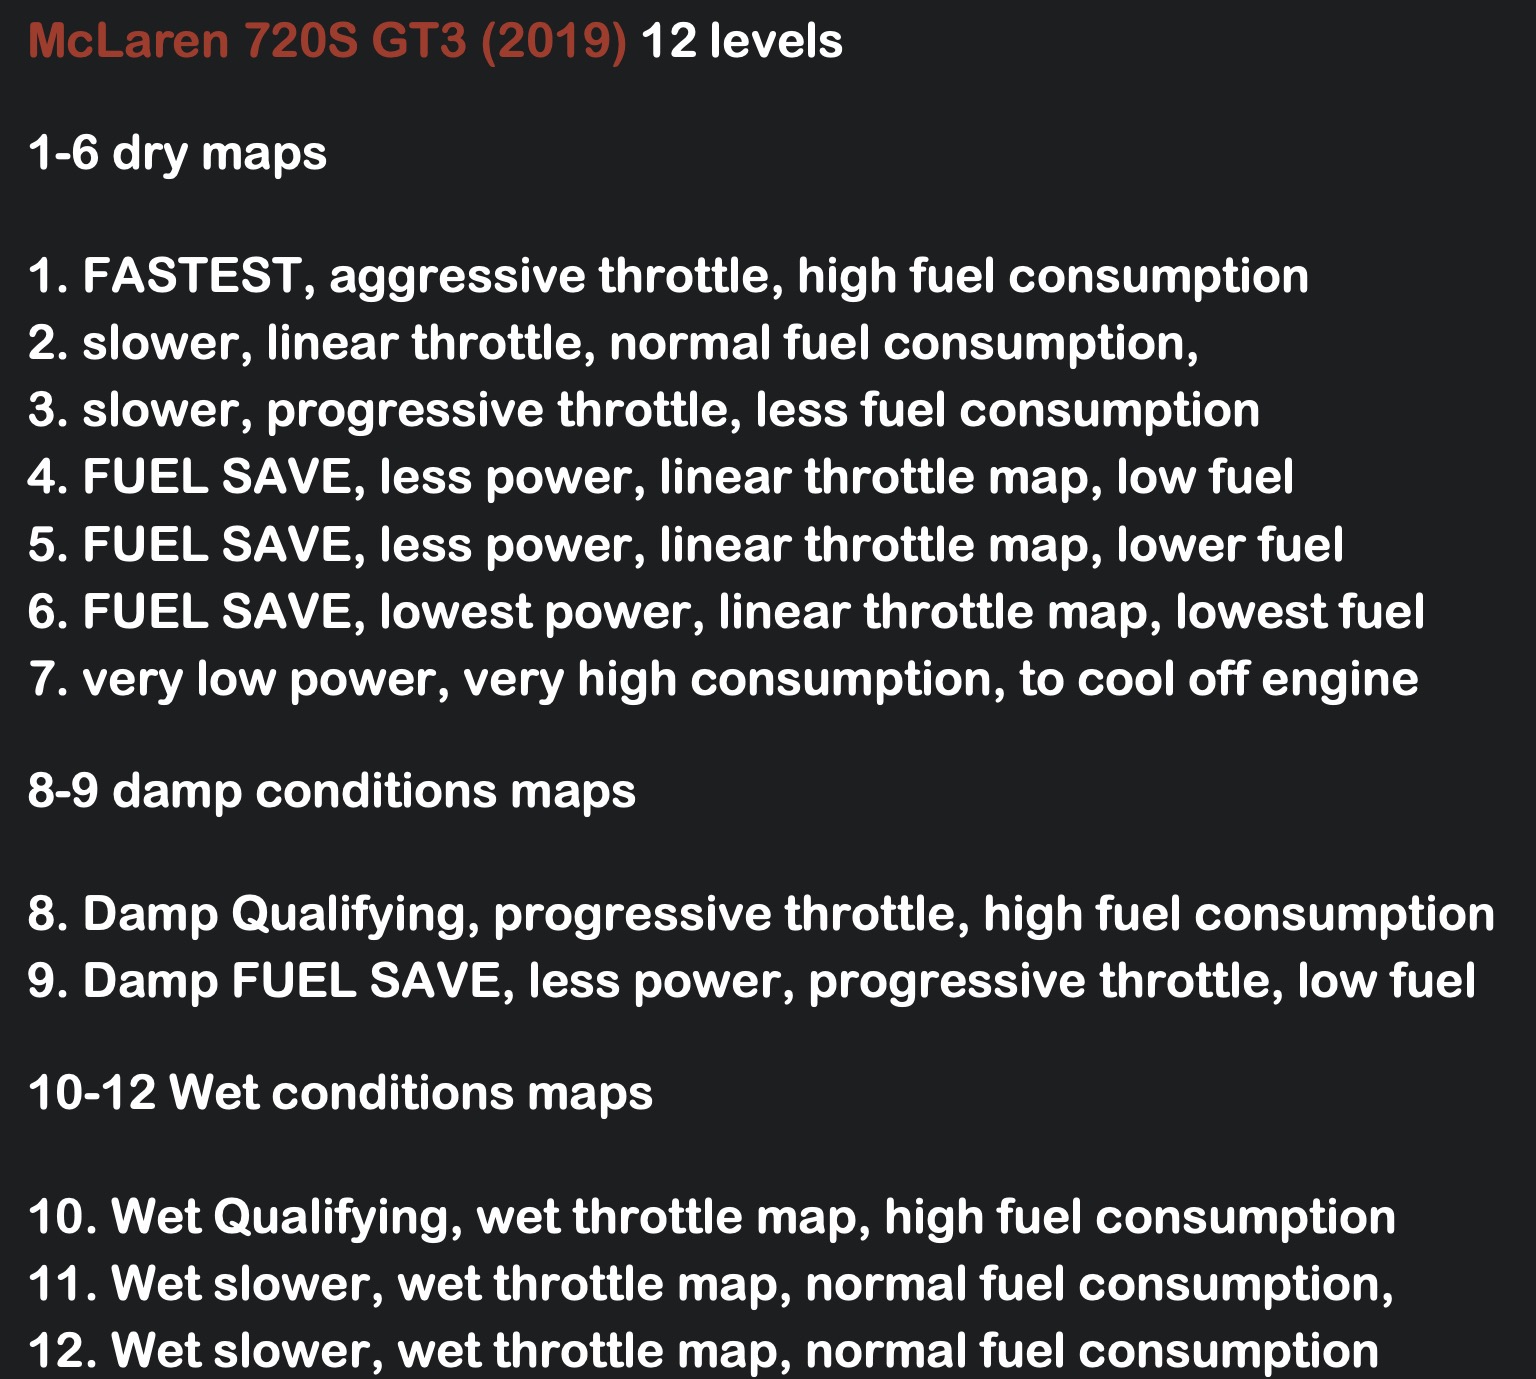 McLaren 720S GT3 (2019) 12 levels
1-6 dry maps
1. FASTEST, aggressive throttle, high fuel consumption
2. slower, linear throttle, normal fuel consumption,
3. slower, progressive throttle, less fuel consumption
4. FUEL SAVE, less power, linear throttle map, low fuel
5. FUEL SAVE, less power, linear throttle map, lower fuel
6. FUEL SAVE, lowest power, linear throttle map, lowest fuel
7. very low power, very high consumption, to cool off engine
8-9 damp conditions maps
8. Damp Qualifying, progressive throttle, high fuel consumption
9. Damp FUEL SAVE, less power, progressive throttle, low fuel
10-12 Wet conditions maps
10. Wet Qualifying, wet throttle map, high fuel consumption
11. Wet slower, wet throttle map, normal fuel consumption,
12. Wet slower, wet throttle map, normal fuel consumption